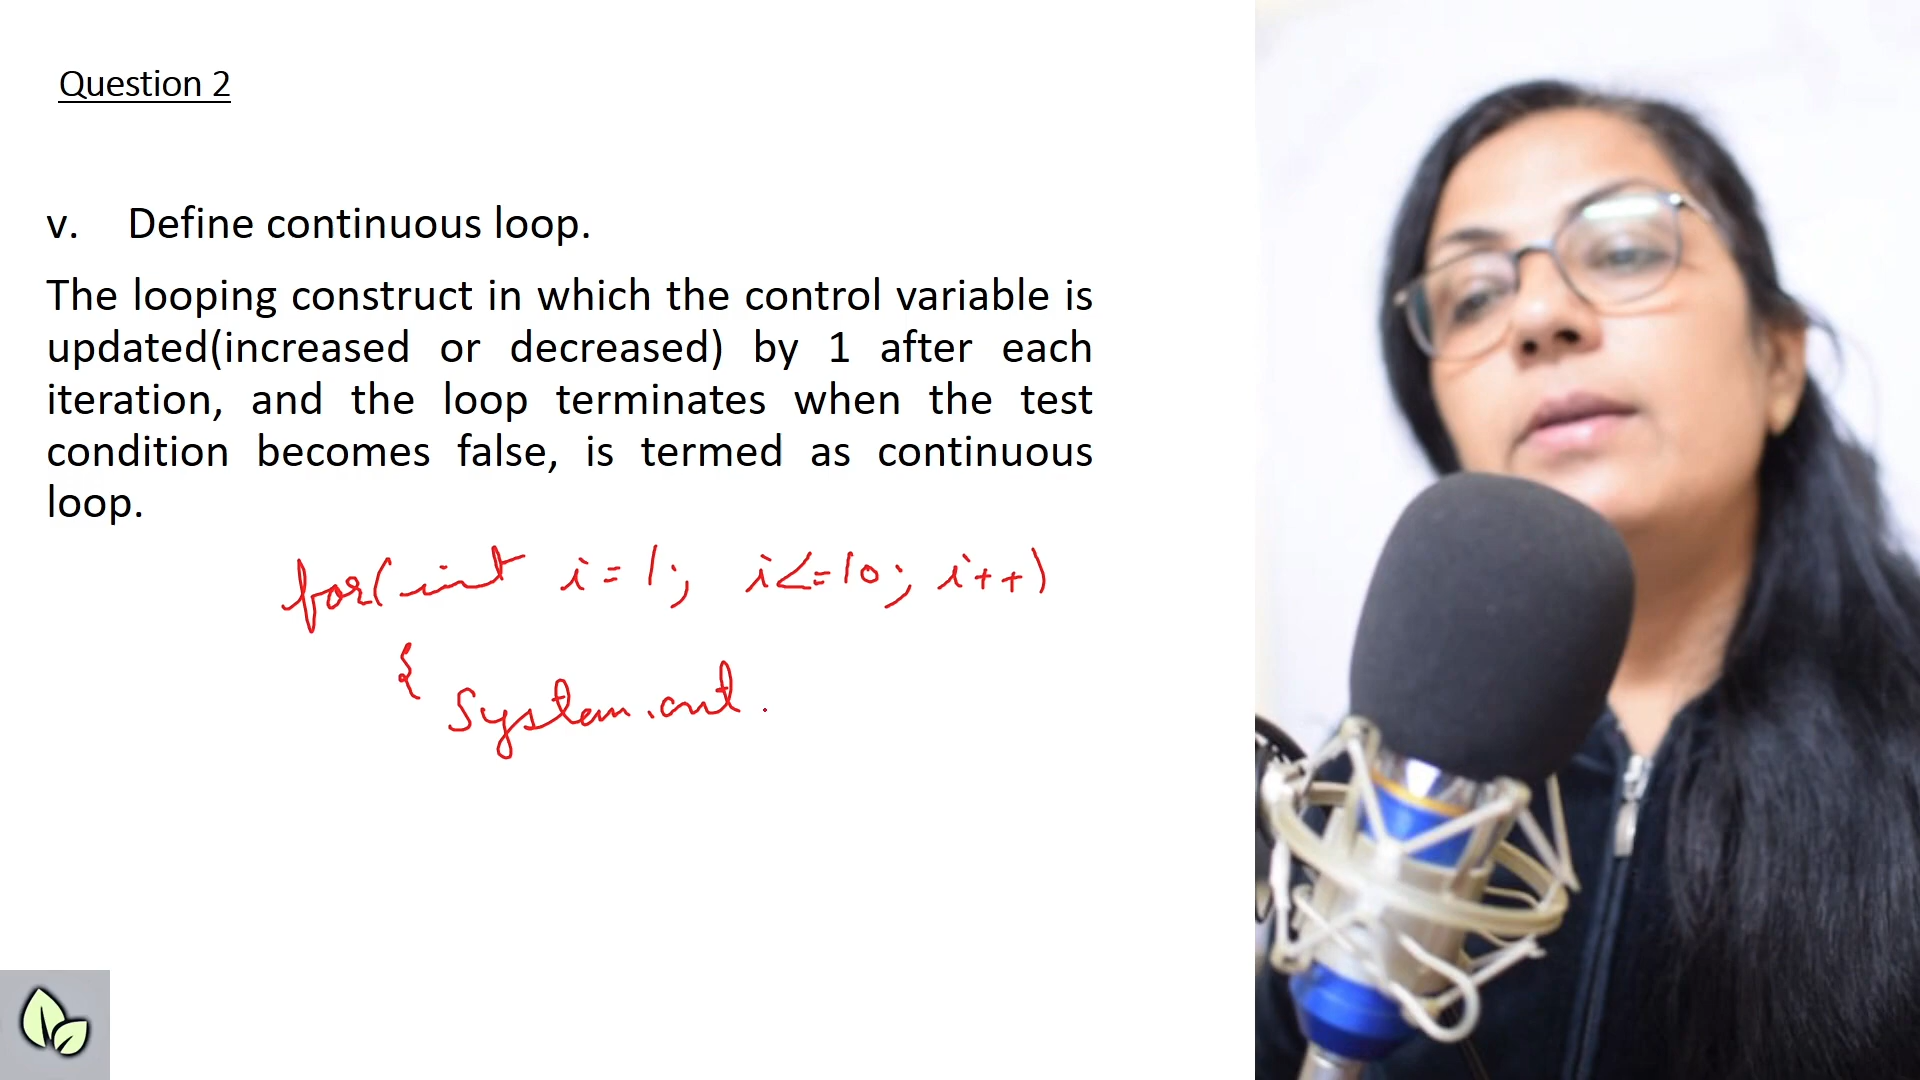 Question 2
v. Define continuous loop.
The looping construct in which the control variable is
updated(increased or decreased) by 1 after each
iteration, and the loop terminates when the test
condition becomes false, is termed as continuous
loop.
for(int i=1; i<=10; i++)
{
System.out.